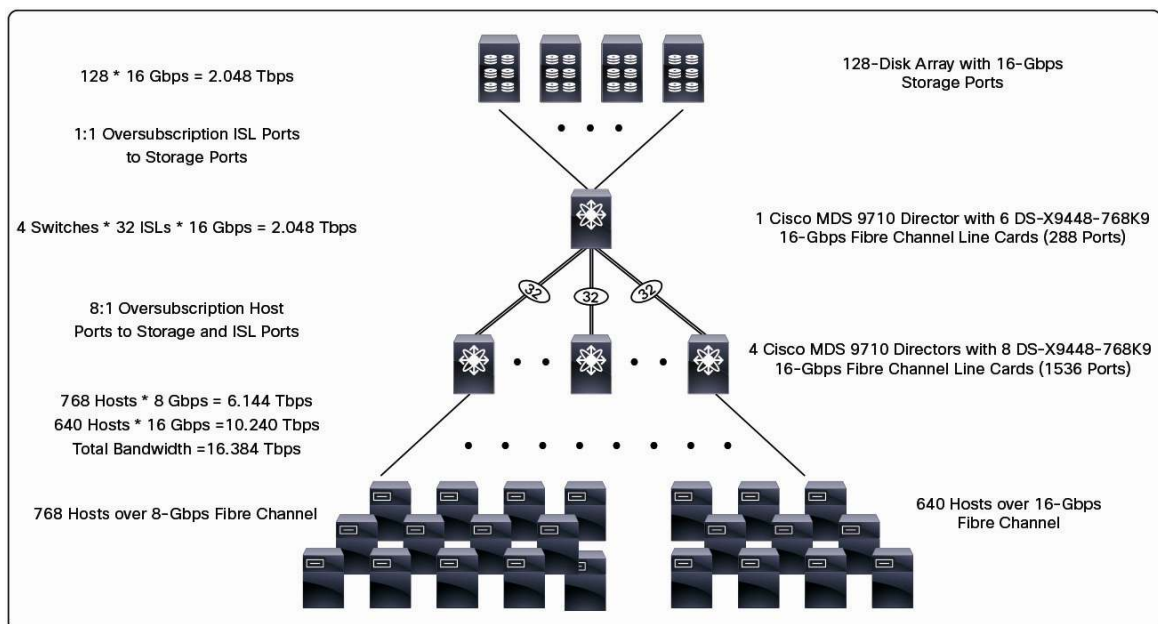 128 * 16 Gbps = 2.048 Tbps
128-Disk Array with 16-Gbps
Storage Ports
1:1 Oversubscription ISL Ports
to Storage Ports
4 Switches * 32 ISLs * 16 Gbps = 2.048 Tbps
1 Cisco MDS 9710 Director with 6 DS-X9448-768K9
16-Gbps Fibre Channel Line Cards (288 Ports)
32
32
32
8:1 Oversubscription Host
Ports to Storage and ISL Ports
4 Cisco MDS 9710 Directors with 8 DS-X9448-768K9
16-Gbps Fibre Channel Line Cards (1536 Ports)
768 Hosts * 8 Gbps = 6.144 Tbps
640 Hosts * 16 Gbps =10.240 Tbps
Total Bandwidth =16.384 Tbps
768 Hosts over 8-Gbps Fibre Channel
640 Hosts over 16-Gbps
Fibre Channel